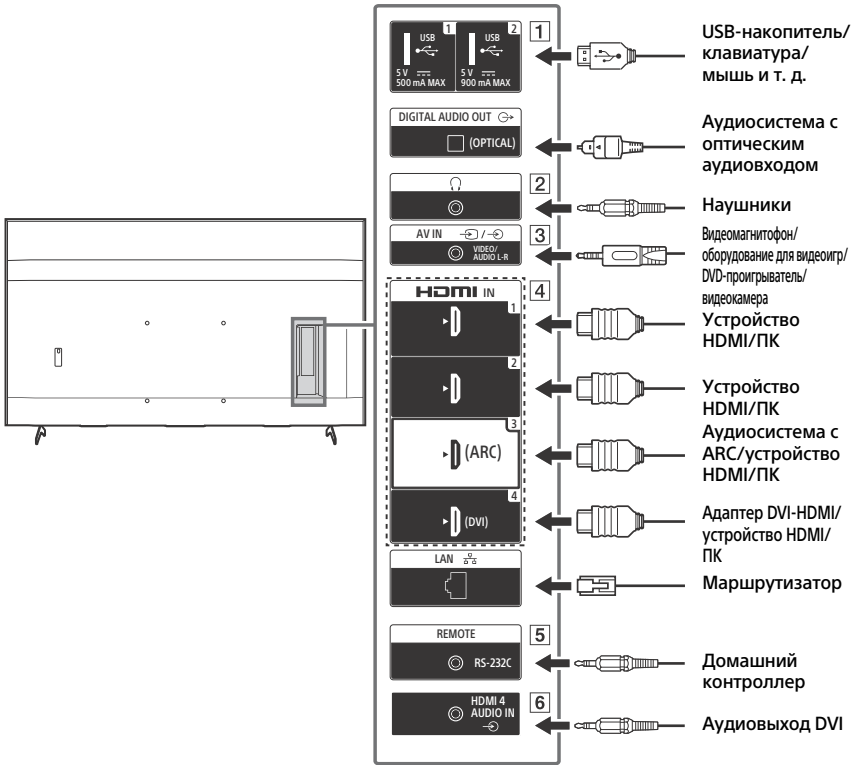 1
USB
5 V
500 mA MAX
2
USB
5 V
900 mA MAX
1
USB-накопитель/
клавиатура/
мышь и т. д.
DIGITAL AUDIO OUT
(OPTICAL)
Аудиосистема с
оптическим
аудиовходом
2
Наушники
AV IN
/
VIDEO/
AUDIO L-R
3
Видеомагнитофон/
оборудование для видеоигр/
DVD-проигрыватель/
видеокамера
HDMI IN
4
1
Устройство
HDMI/ПК
2
Устройство
HDMI/ПК
3
(ARC)
Аудиосистема с
ARC/устройство
HDMI/ПК
4
(DVI)
Адаптер DVI-HDMI/
устройство HDMI/
ПК
LAN
Маршрутизатор
REMOTE
RS-232C
5
Домашний
контроллер
HDMI 4
AUDIO IN
6
Аудиовыход DVI